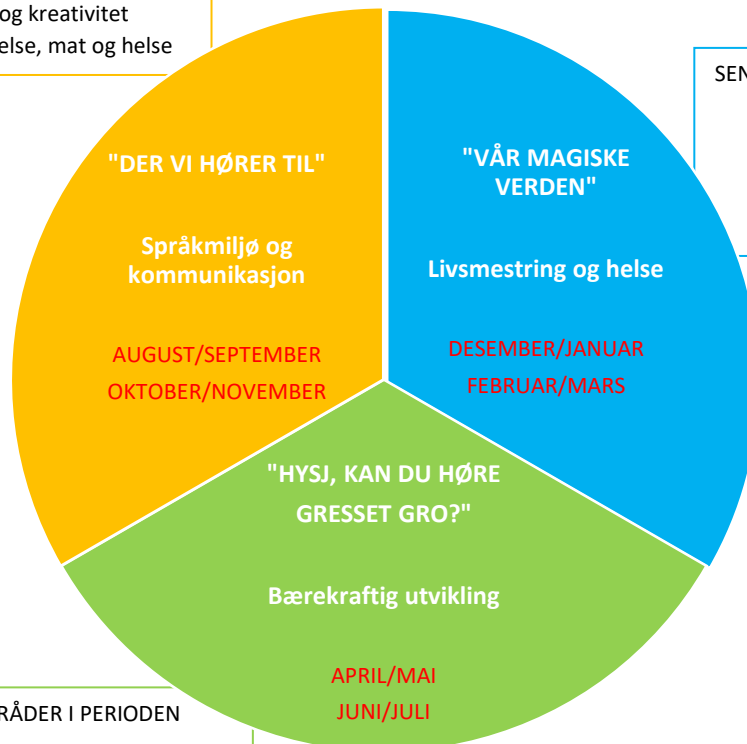 og kreativitet
else, mat og helse
SEN
"DER VI HØRER TIL"
Språkmiljø og
kommunikasjon
AUGUST/SEPTEMBER
OKTOBER/NOVEMBER
"VÅR MAGISKE
VERDEN"
Livsmestring og helse
DESEMBER/JANUAR
FEBRUAR/MARS
"HYSJ, KAN DU HØRE
GRESSET GRO?"
Bærekraftig utvikling
APRIL/MAI
JUNI/JULI
RÅDER I PERIODEN